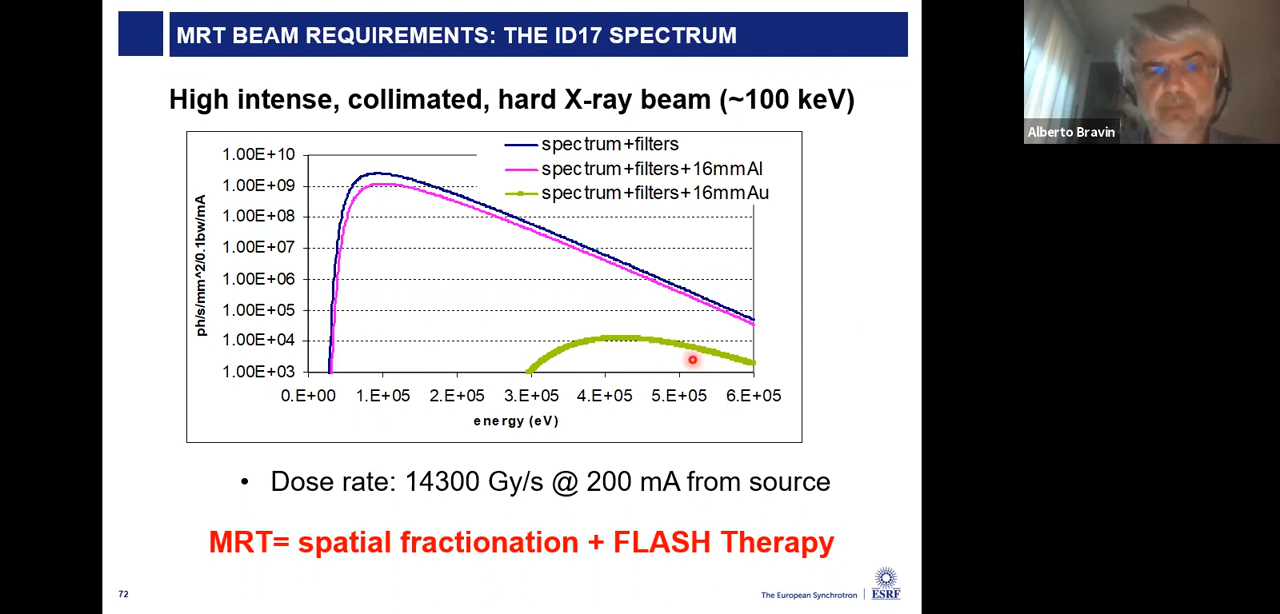 MRT BEAM REQUIREMENTS: THE ID17 SPECTRUM
Alberto Bravin
High intense, collimated, hard X-ray beam (~100 keV)
spectrum+filters
spectrum+filters+16mmAl
spectrum+filters+16mmAu
ph/s/mm^2/0.1bw/mA
1.00E+10
1.00E+09
1.00E+08
1.00E+07
1.00E+06
1.00E+05
1.00E+04
1.00E+03
0.E+00 1.E+05 2.E+05 3.E+05 4.E+05 5.E+05 6.E+05
energy (eV)
• Dose rate: 14300 Gy/s @ 200 mA from source
MRT= spatial fractionation + FLASH Therapy
72
The European Synchrotron
ESRF